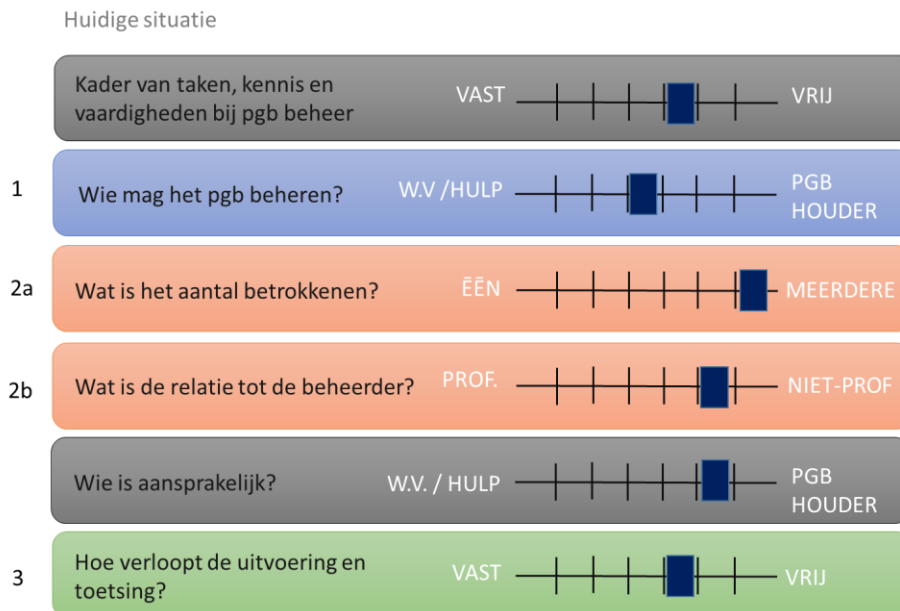 Huidige situatie
Kader van taken, kennis en
vaardigheden bij pgb beheer
VAST
VRIJ
1
Wie mag het pgb beheren?
W.V /HULP
PGB
HOUDER
2a
Wat is het aantal betrokkenen?
ĒĒN
MEERDERE
2b
Wat is de relatie tot de beheerder?
PROF.
NIET-PROF
Wie is aansprakelijk?
W.V. / HULP
PGB
HOUDER
3
Hoe verloopt de uitvoering en
toetsing?
VAST
VRIJ